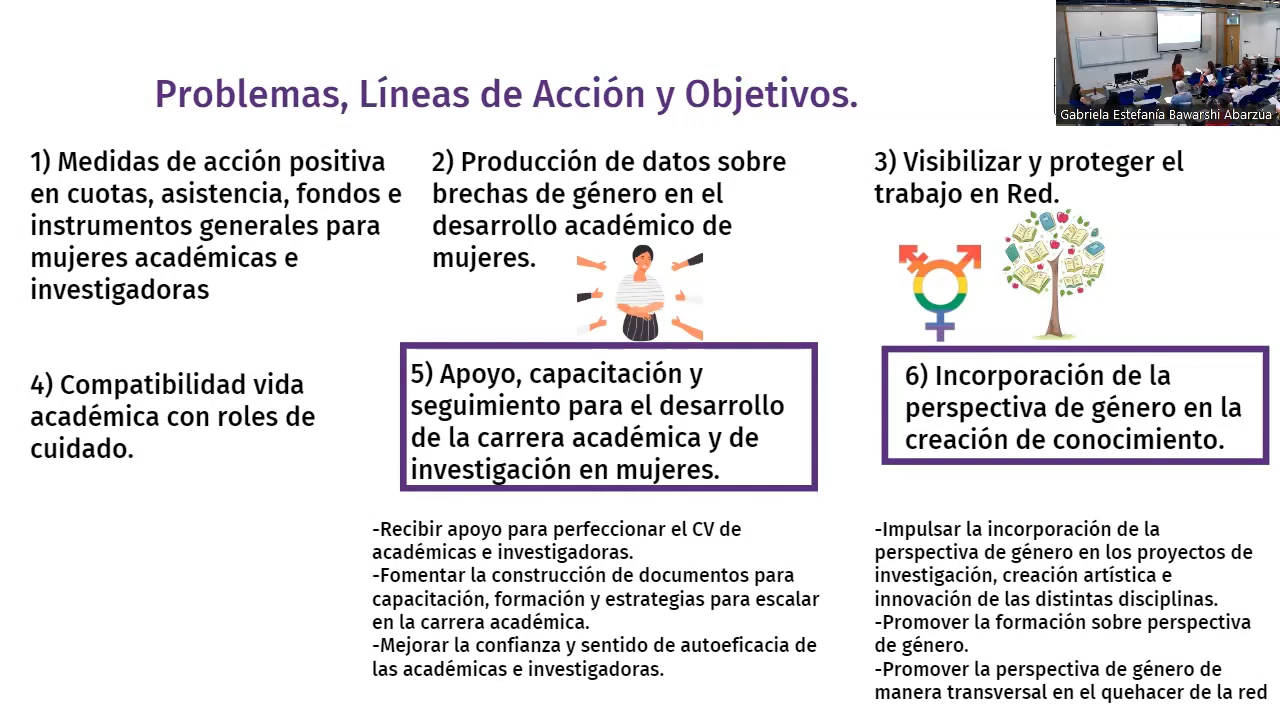 Problemas, Líneas de Acción y Objetivos.
Gabriela Estefanía Bawarshi Abarzúa
1) Medidas de acción positiva
en cuotas, asistencia, fondos e
instrumentos generales para
mujeres académicas e
investigadoras
2) Producción de datos sobre
brechas de género en el
desarrollo académico de
mujeres.
3) Visibilizar y proteger el
trabajo en Red.
4) Compatibilidad vida
académica con roles de
cuidado.
5) Apoyo, capacitación y
seguimiento para el desarrollo
de la carrera académica y de
investigación en mujeres.
6) Incorporación de la
perspectiva de género en la
creación de conocimiento.
-Recibir apoyo para perfeccionar el CV de
académicas e investigadoras.
-Fomentar la construcción de documentos para
capacitación, formación y estrategias para escalar
en la carrera académica.
-Mejorar la confianza y sentido de autoeficacia de
las académicas e investigadoras.
-Impulsar la incorporación de la
perspectiva de género en los proyectos de
investigación, creación artística e
innovación de las distintas disciplinas.
-Promover la formación sobre perspectiva
de género.
-Promover la perspectiva de género de
manera transversal en el quehacer de la red